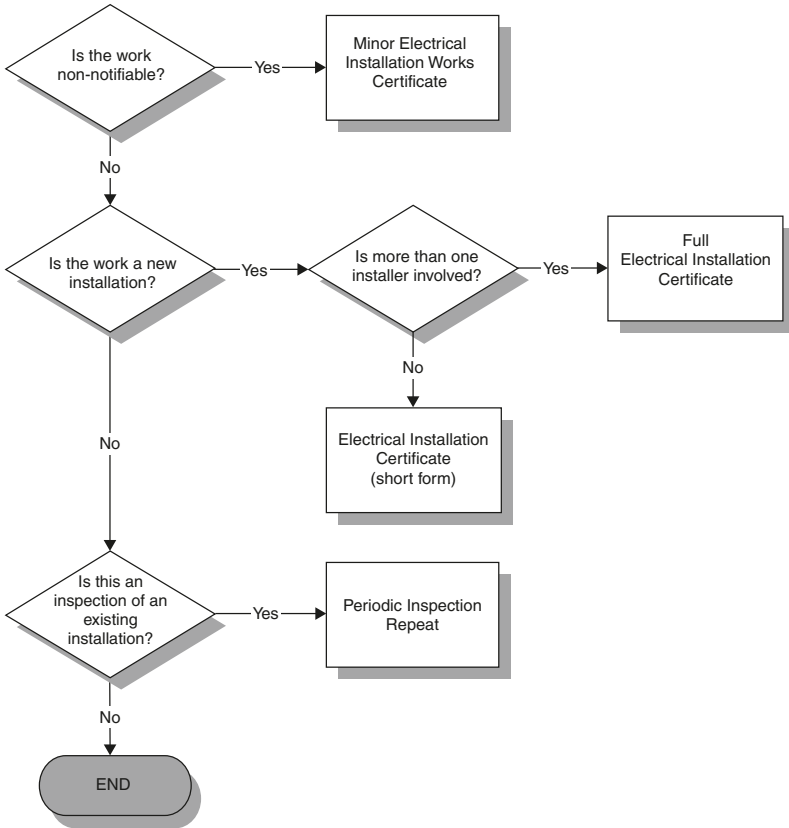 Is the work
non-notifiable?
Yes
Minor Electrical
Installation Works
Certificate
No
Is the work a new
installation?
Yes
Is more than one
installer involved?
Yes
Full
Electrical Installation
Certificate
No
Electrical Installation
Certificate
(short form)
No
Is this an
inspection of an
existing
installation?
Yes
Periodic Inspection
Repeat
No
END